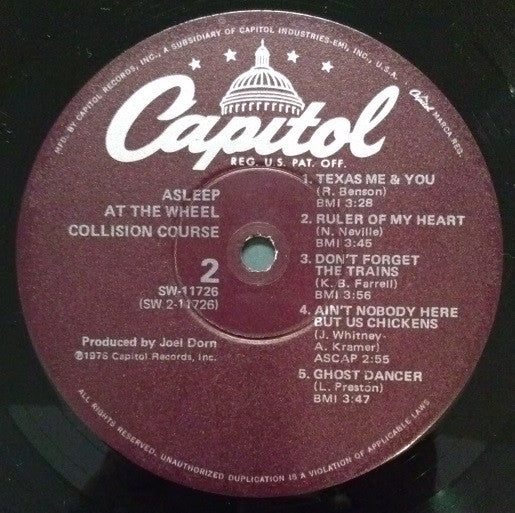 MFG. BY CAPITOL RECORDS, INC., A SUBSIDIARY OF CAPITOL INDUSTRIES-EMI, INC., U.S.A.
Capitol MARCA REG.
Capitol
REG. U.S. PAT. OFF.
ASLEEP
AT THE WHEEL
COLLISION COURSE
2
SW-11726
(SW 2-11726)
Produced by Joel Dorn
℗1978 Capitol Records, Inc.
1. TEXAS ME & YOU
(R. Benson)
BMI 3:28
2. RULER OF MY HEART
(N. Neville)
BMI 3:45
3. DON'T FORGET
THE TRAINS
(K. B. Farrell)
BMI 3:56
4. AIN'T NOBODY HERE
BUT US CHICKENS
(J. Whitney-
A. Kramer)
ASCAP 2:55
5. GHOST DANCER
(L. Preston)
BMI 3:47
ALL RIGHTS RESERVED. UNAUTHORIZED DUPLICATION IS A VIOLATION OF APPLICABLE LAWS